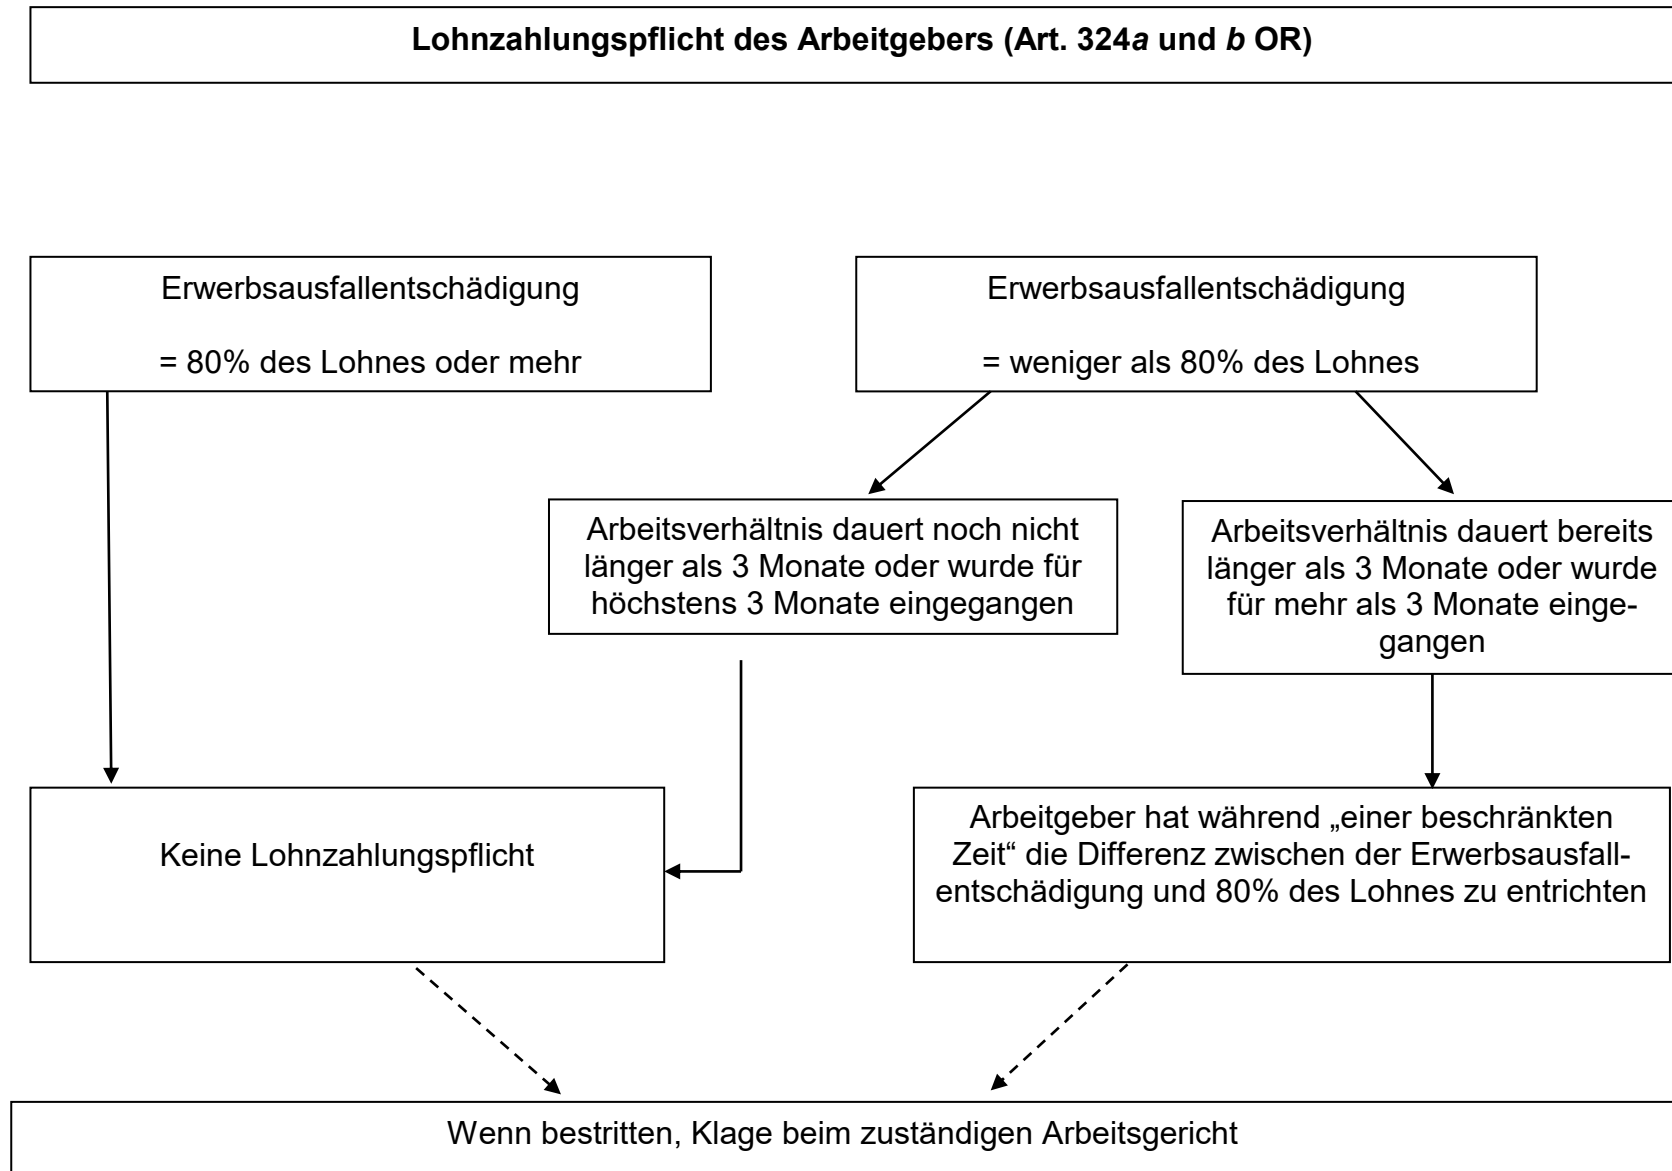 Lohnzahlungspflicht des Arbeitgebers (Art. 324a und b OR)
Erwerbsausfallentschädigung
= 80% des Lohnes oder mehr
Erwerbsausfallentschädigung
= weniger als 80% des Lohnes
Arbeitsverhältnis dauert noch nicht
länger als 3 Monate oder wurde für
höchstens 3 Monate eingegangen
Arbeitsverhältnis dauert bereits
länger als 3 Monate oder wurde
für mehr als 3 Monate einge-
gangen
Keine Lohnzahlungspflicht
Arbeitgeber hat während „einer beschränkten
Zeit“ die Differenz zwischen der Erwerbsausfall-
entschädigung und 80% des Lohnes zu entrichten
Wenn bestritten, Klage beim zuständigen Arbeitsgericht